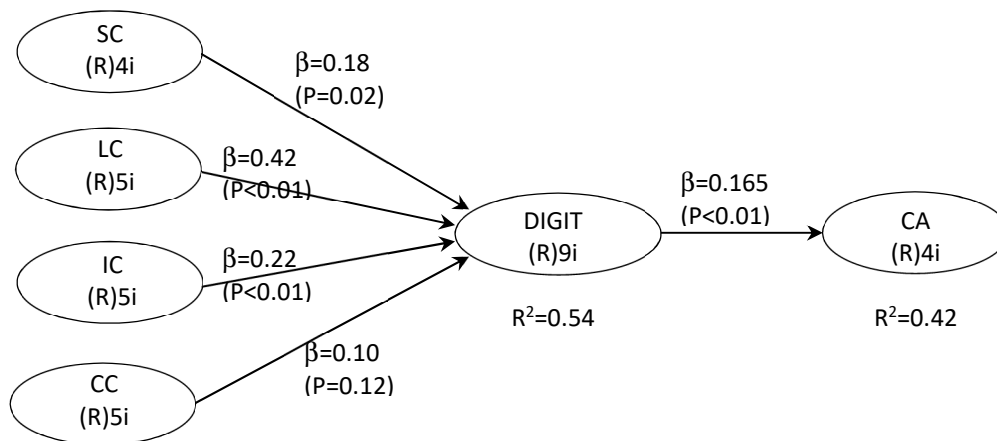 SC
(R)4i
β=0.18
(P=0.02)
LC
(R)5i
β=0.42
(P<0.01)
DIGIT
(R)9i
β=0.165
(P<0.01)
CA
(R)4i
IC
(R)5i
β=0.22
(P<0.01)
R²=0.54
R²=0.42
CC
(R)5i
β=0.10
(P=0.12)